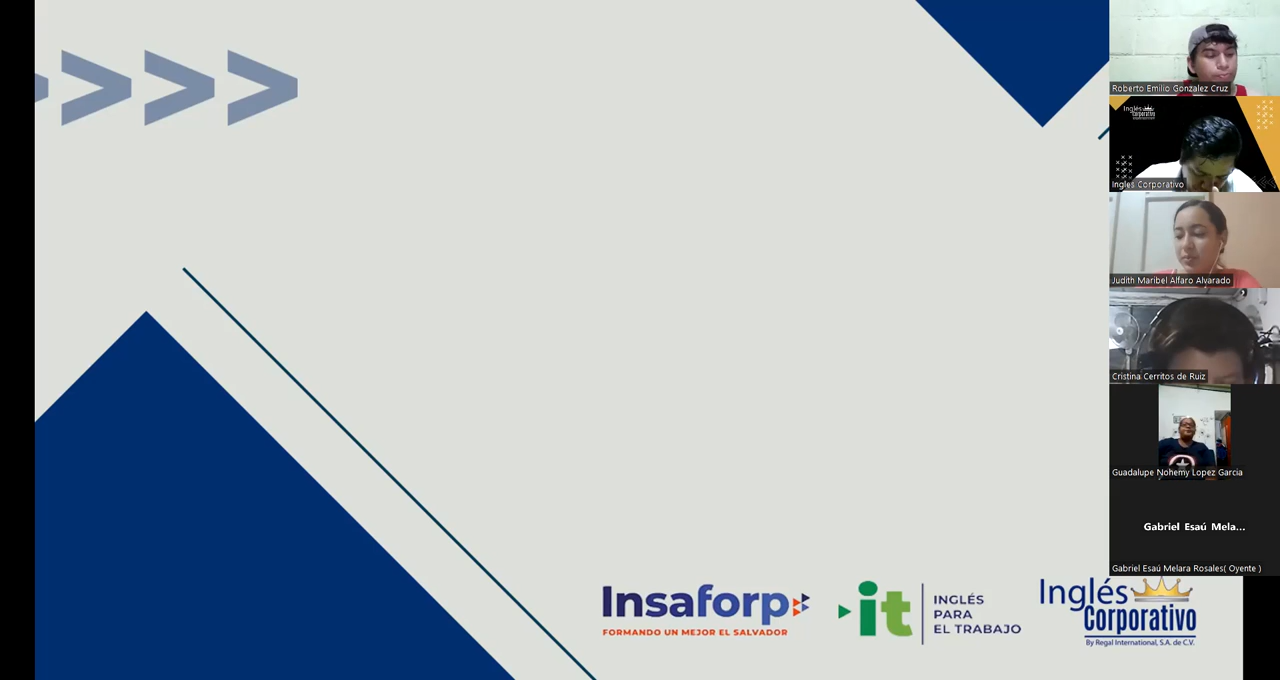 Roberto Emilio Gonzalez Cruz
Inglés
Corporativo
Ingles Corporativo
Judith Maribel Alfaro Alvarado
Cristina Cerritos de Ruiz
Guadalupe Nohemy Lopez Garcia
Gabriel Esaú Mela...
Gabriel Esaú Melara Rosales( Oyente )
Insaforp
FORMANDO UN MEJOR EL SALVADOR
it
INGLÉS
PARA
EL TRABAJO
Inglés
Corporativo
By Regal International, S.A. de C.V.